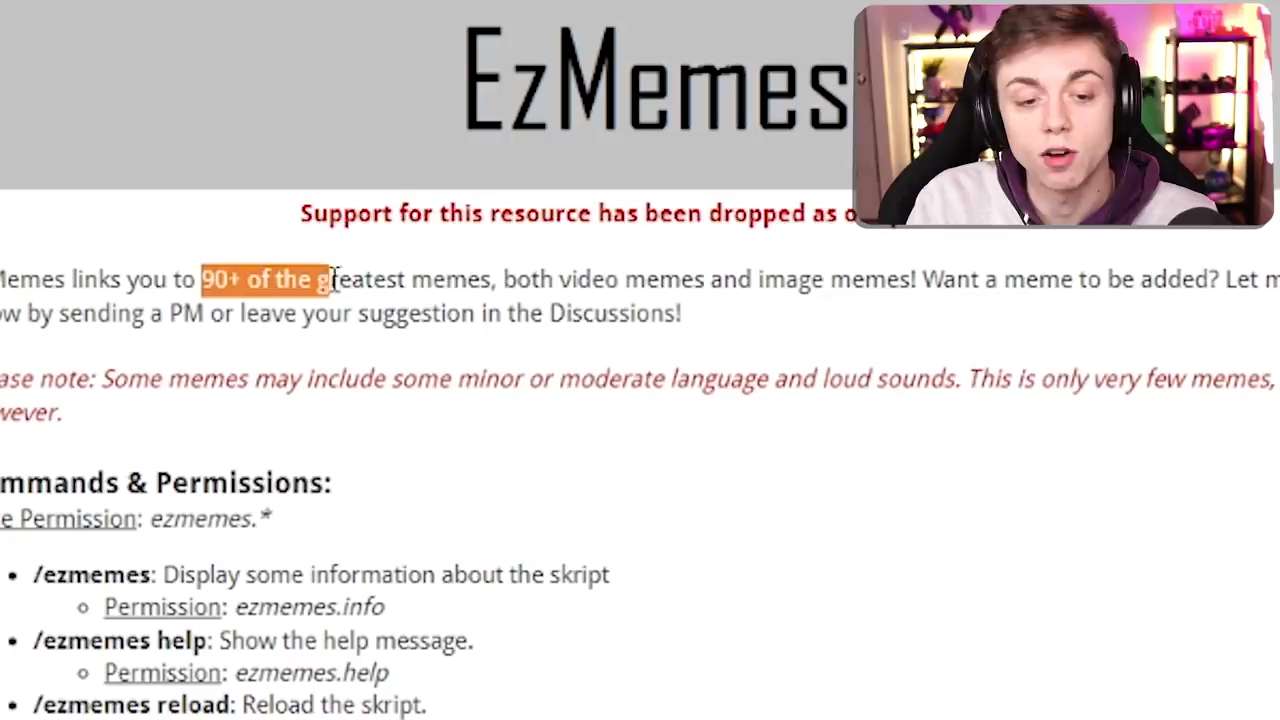 EzMemes
Support for this resource has been dropped as
links you to 90+ of the greatest memes, both video memes and image memes! Want a meme to be added? Let
by sending a PM or leave your suggestion in the Discussions!
note: Some memes may include some minor or moderate language and loud sounds. This is only very few memes,
& Permissions:
Permission: ezmemes.*
• /ezmemes: Display some information about the skript
○ Permission: ezmemes.info
• /ezmemes help: Show the help message.
○ Permission: ezmemes.help
• /ezmemes reload: Reload the skript.